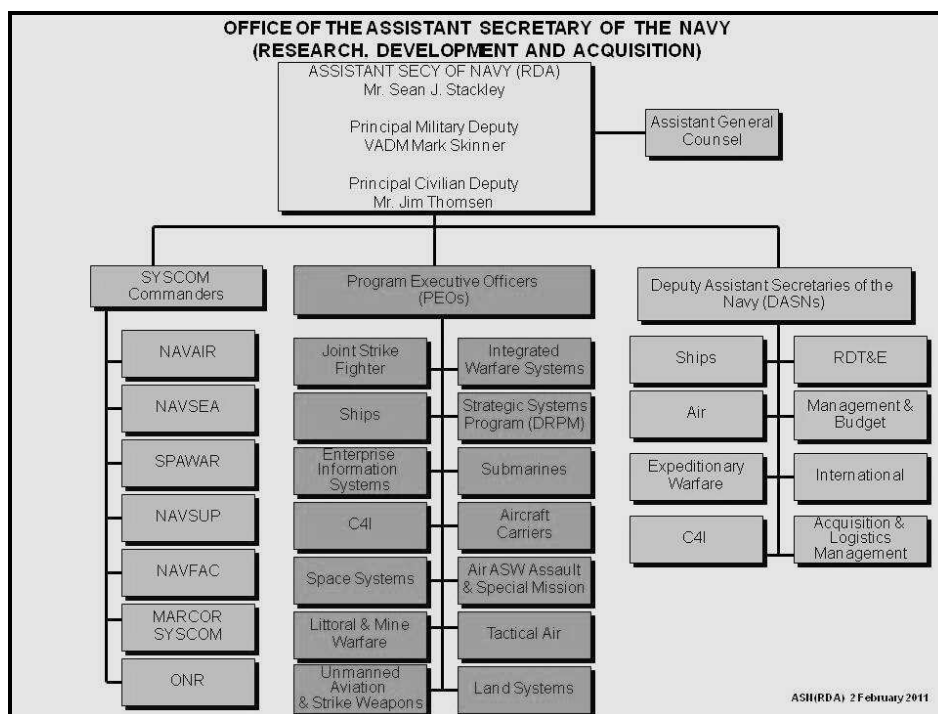 OFFICE OF THE ASSISTANT SECRETARY OF THE NAVY
(RESEARCH, DEVELOPMENT AND ACQUISITION)
ASSISTANT SECY OF NAVY (RDA)
Mr. Sean J. Stackley
Principal Military Deputy
VADM Mark Skinner
Principal Civilian Deputy
Mr. Jim Thomsen
Assistant General
Counsel
SYSCOM
Commanders
NAVAIR
NAVSEA
SPAWAR
NAVSUP
NAVFAC
MARCOR
SYSCOM
ONR
Program Executive Officers
(PEOs)
Joint Strike
Fighter
Integrated
Warfare Systems
Ships
Strategic Systems
Program (DRPM)
Enterprise
Information
Systems
Submarines
C4I
Aircraft
Carriers
Space Systems
Air ASW Assault
& Special Mission
Littoral & Mine
Warfare
Tactical Air
Unmanned
Aviation
& Strike Weapons
Land Systems
Deputy Assistant Secretaries of the
Navy (DASNs)
Ships
RDT&E
Air
Management &
Budget
Expeditionary
Warfare
International
C4I
Acquisition &
Logistics
Management
ASN(RDA) 2 February 2011